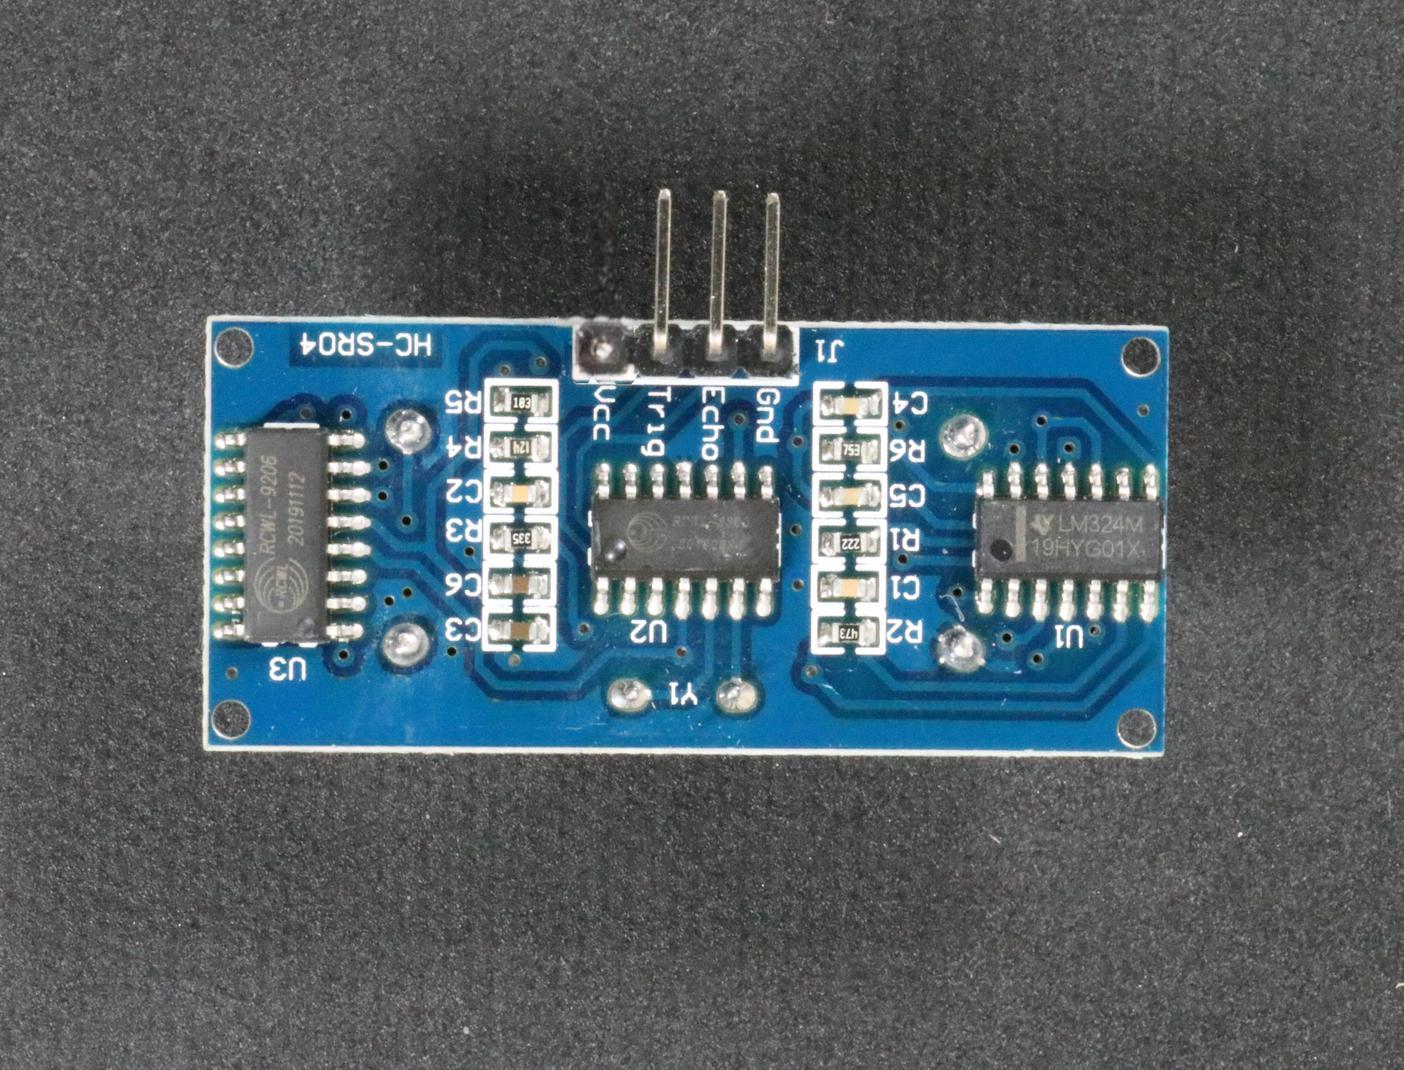 HC-SR04
J1
Vcc
Trig
Echo
Gnd
R5
103
R4
124
C2
R3
335
C6
C3
C4
R6
C5
R1
222
C1
R2
473
RCWL-9206
20191112
RCWL
U3
U2
Y1
LM324M
19HYG01X
U1